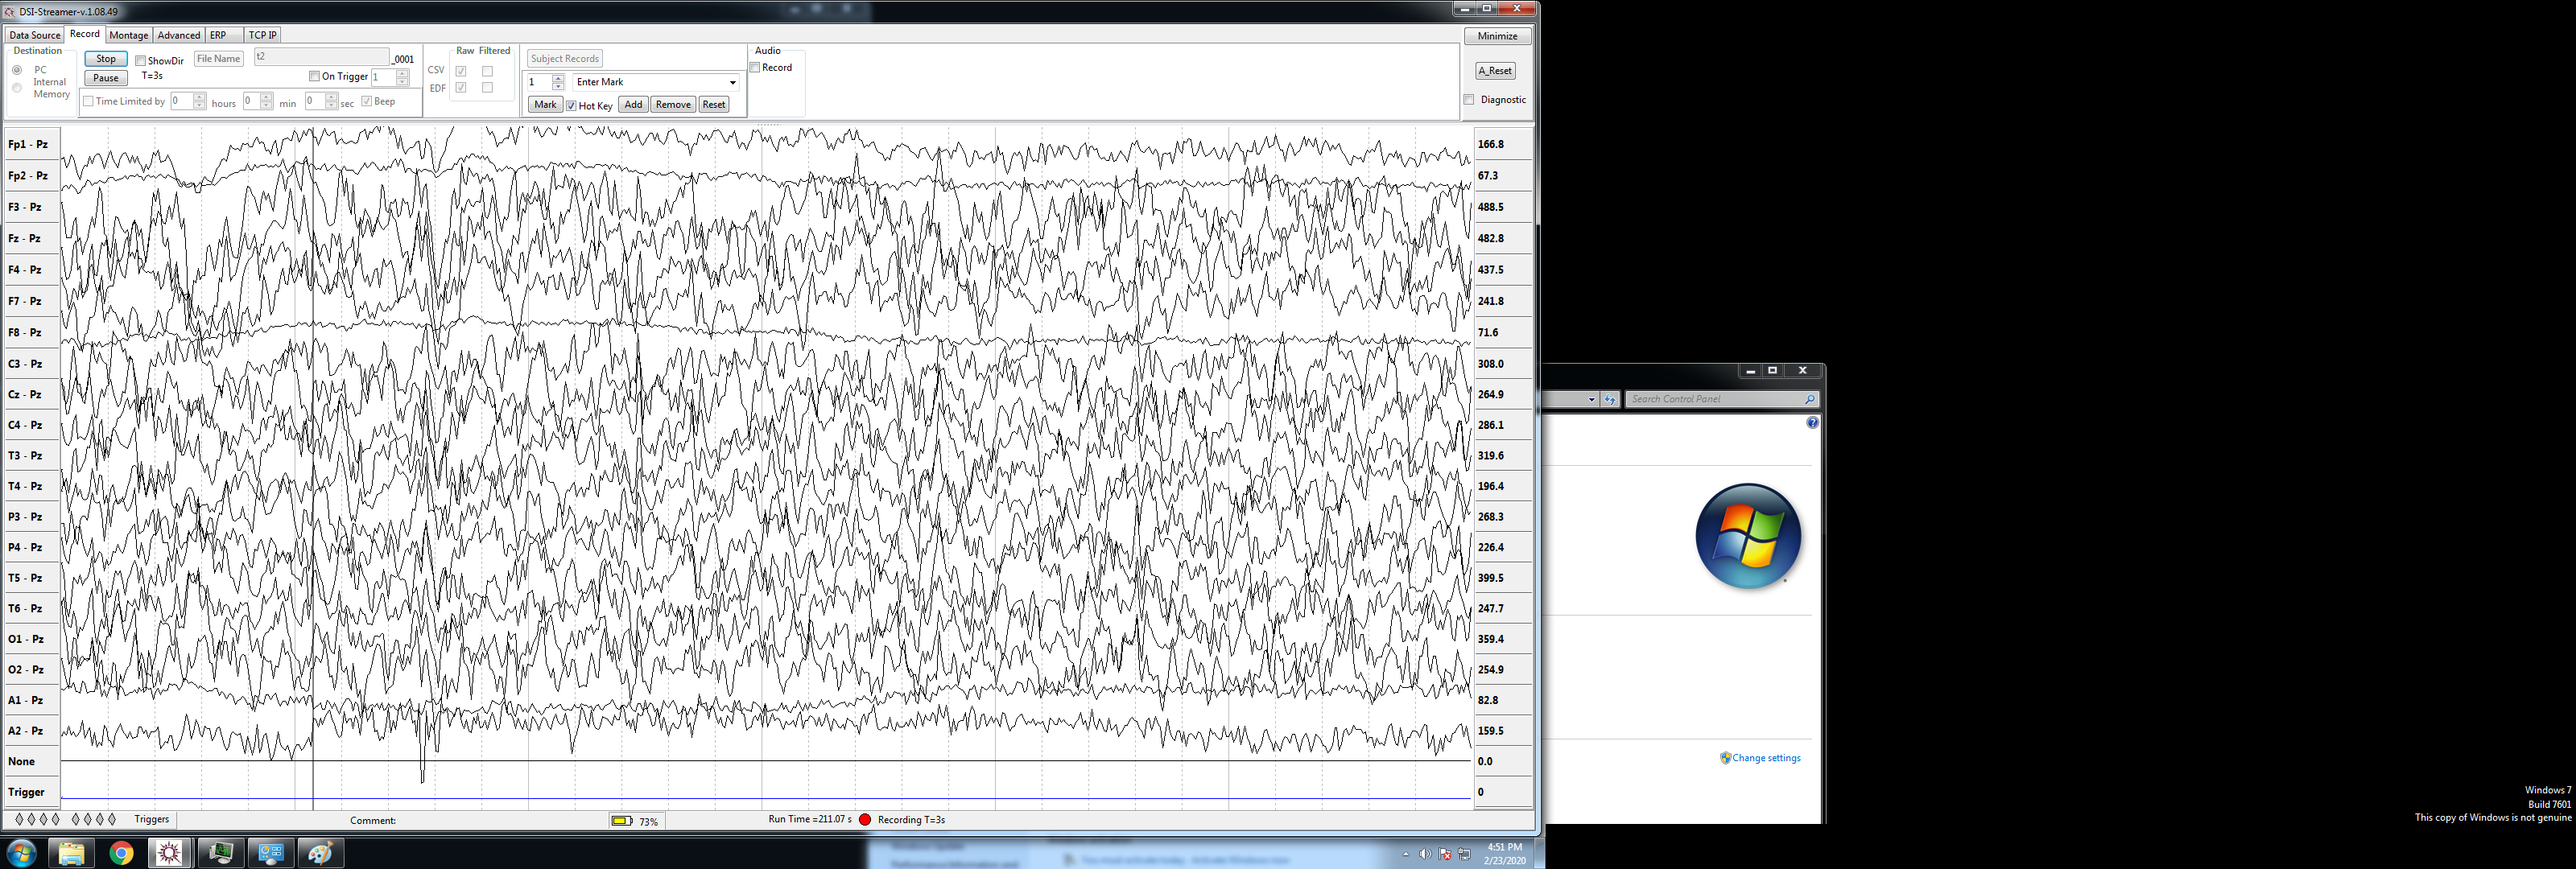 DSI-Streamer-v.1.08.49
Data Source Record Montage Advanced ERP TCP IP
Minimize
Destination
PC
Internal
Memory
Stop ShowDir File Name t2 _0001
Pause T=3s On Trigger 1
Time Limited by 0 hours 0 min 0 sec Beep
Raw Filtered
CSV
EDF
Subject Records
1 Enter Mark
Mark Hot Key Add Remove Reset
Audio
Record
A_Reset
Diagnostic
Fp1 - Pz 166.8
Fp2 - Pz 67.3
F3 - Pz 488.5
Fz - Pz 482.8
F4 - Pz 437.5
F7 - Pz 241.8
F8 - Pz 71.6
C3 - Pz 308.0
Cz - Pz 264.9
C4 - Pz 286.1
T3 - Pz 319.6
T4 - Pz 196.4
P3 - Pz 268.3
P4 - Pz 226.4
T5 - Pz 399.5
T6 - Pz 247.7
O1 - Pz 359.4
O2 - Pz 254.9
A1 - Pz 82.8
A2 - Pz 159.5
None 0.0
Trigger 0
Triggers Comment: 73% Run Time =211.07 s Recording T=3s
Search Control Panel
Change settings
Windows 7
Build 7601
This copy of Windows is not genuine
4:51 PM
2/23/2020